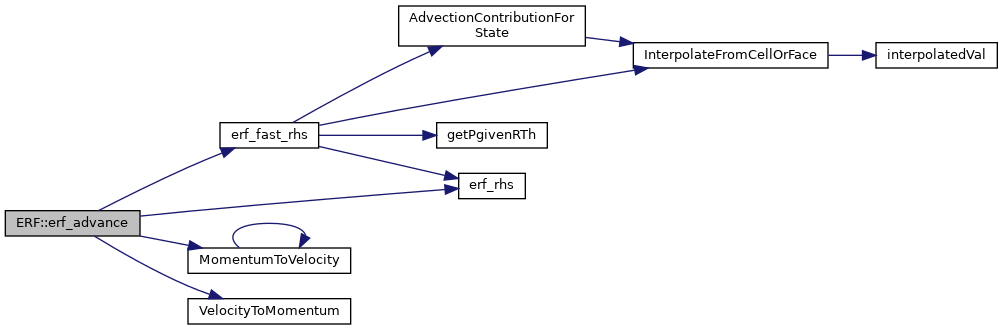 AdvectionContributionFor
State
InterpolateFromCellOrFace
interpolatedVal
erf_fast_rhs
getPgivenRTh
erf_rhs
ERF::erf_advance
MomentumToVelocity
VelocityToMomentum